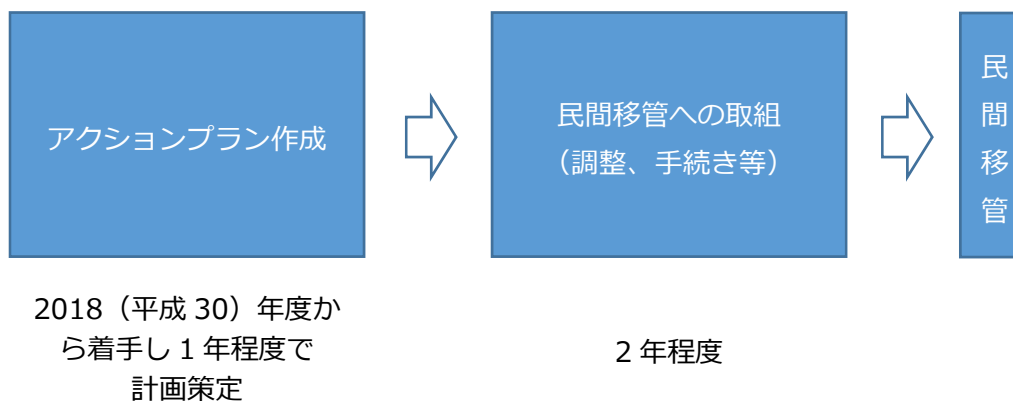 アクションプラン作成
民間移管への取組
（調整、手続き等）
民
間
移
管
2018（平成 30）年度か
ら着手し 1 年程度で
計画策定
2 年程度